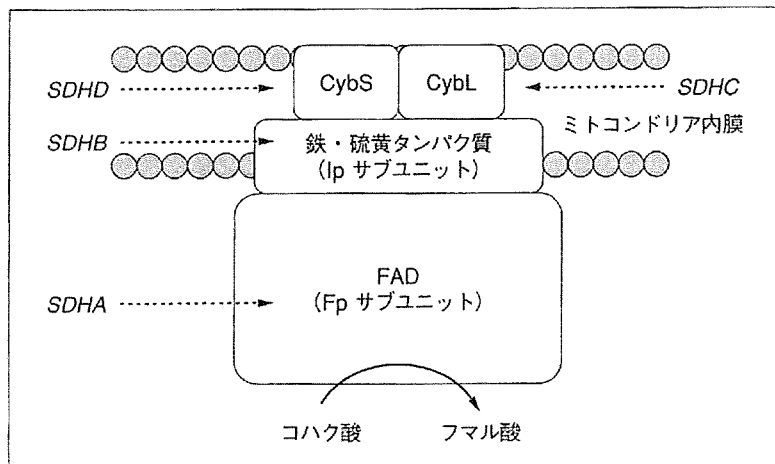 CybS CybL
SDHD
SDHC
ミトコンドリア内膜
SDHB
鉄・硫黄タンパク質
(Ip サブユニット)
FAD
(Fp サブユニット)
SDHA
コハク酸 フマル酸